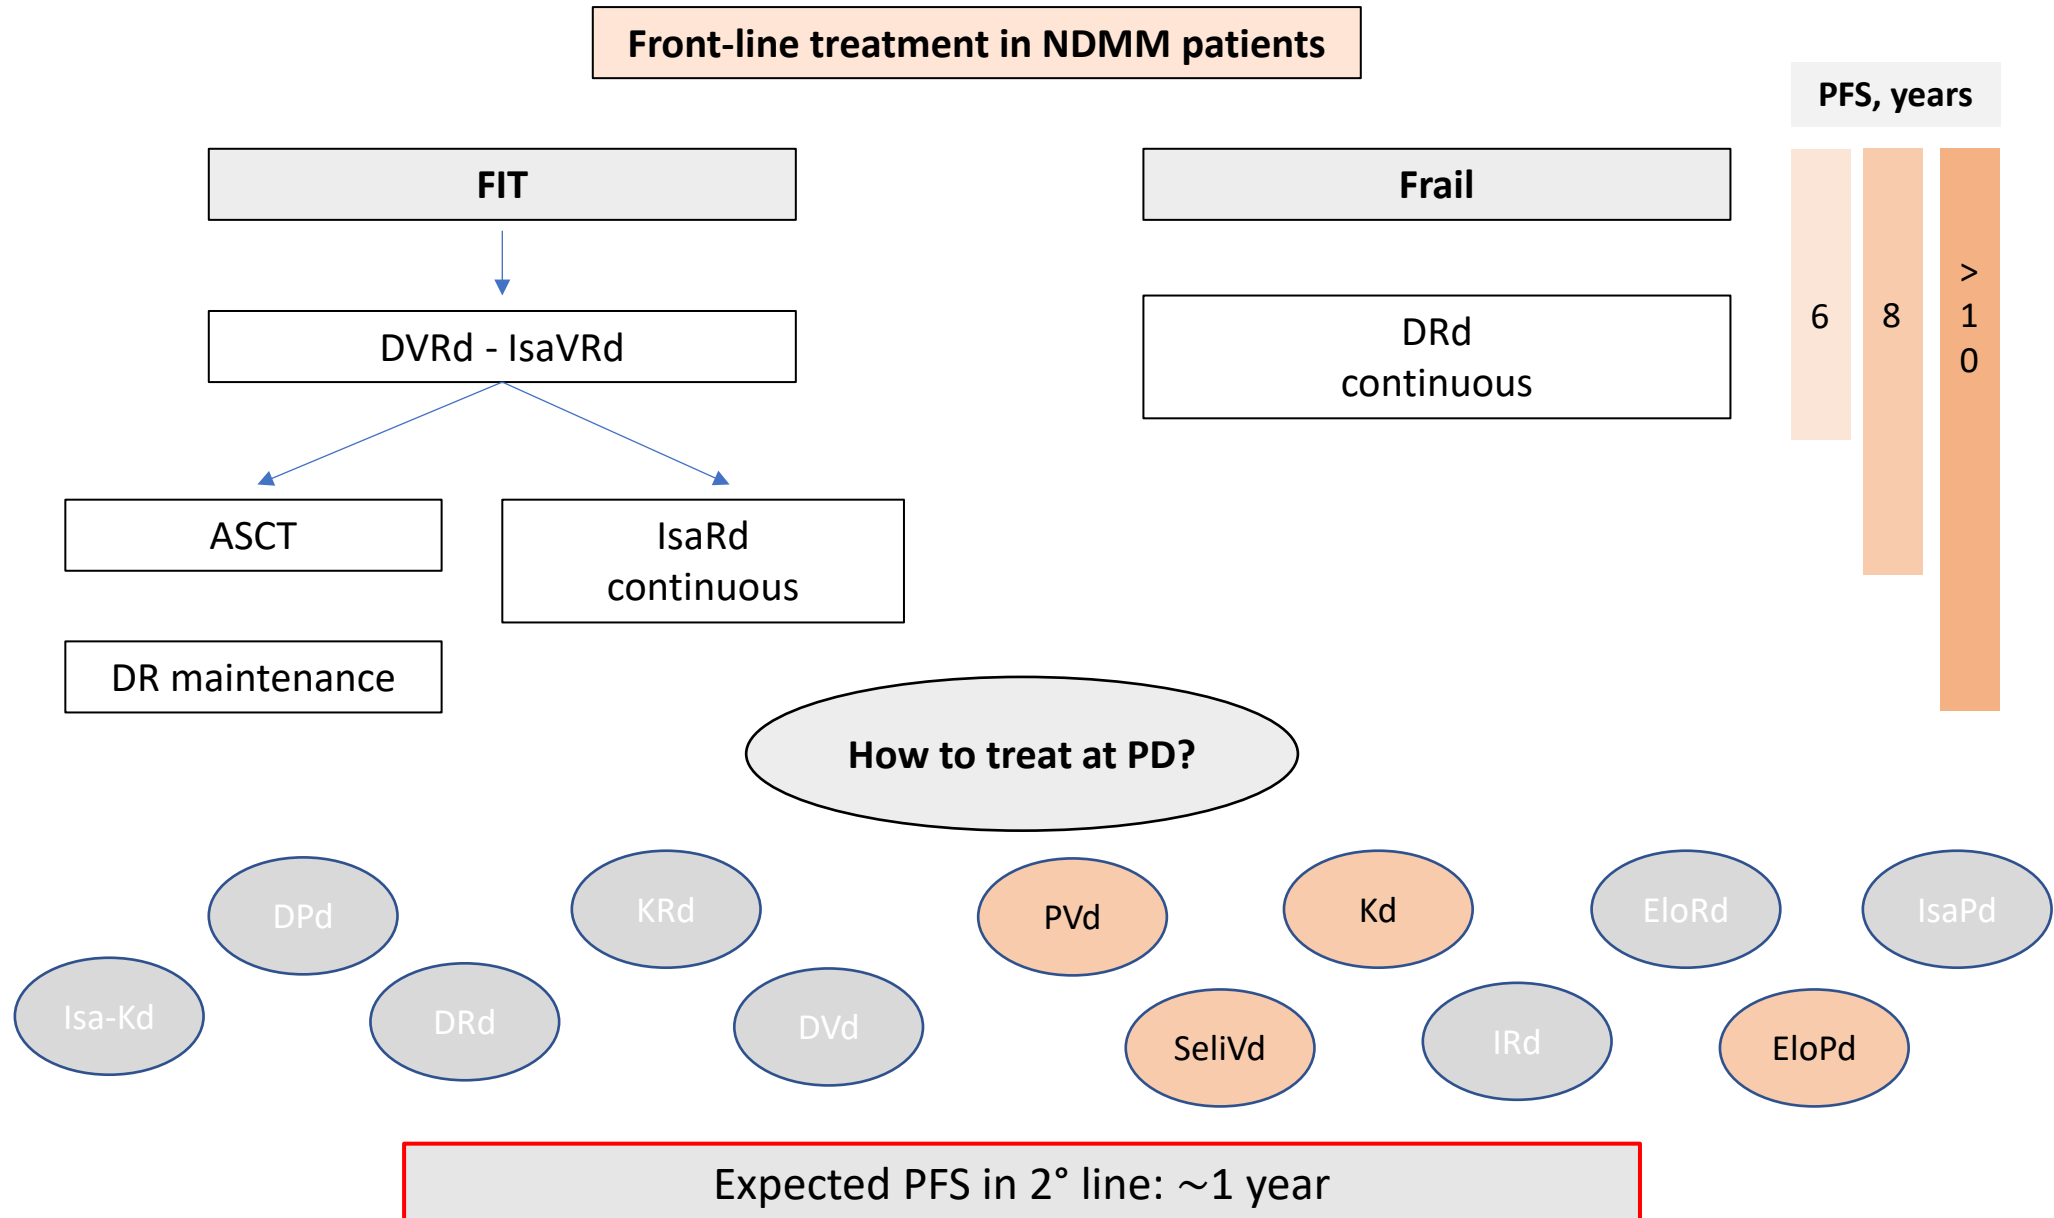 Front-line treatment in NDMM patients
PFS, years
FIT
Frail
DVRd - IsaVRd
DRd
continuous
6
8
>
1
0
ASCT
IsaRd
continuous
DR maintenance
How to treat at PD?
DPd
KRd
PVd
Kd
EloRd
IsaPd
Isa-Kd
DRd
DVd
SeliVd
IRd
EloPd
Expected PFS in 2° line: ~1 year